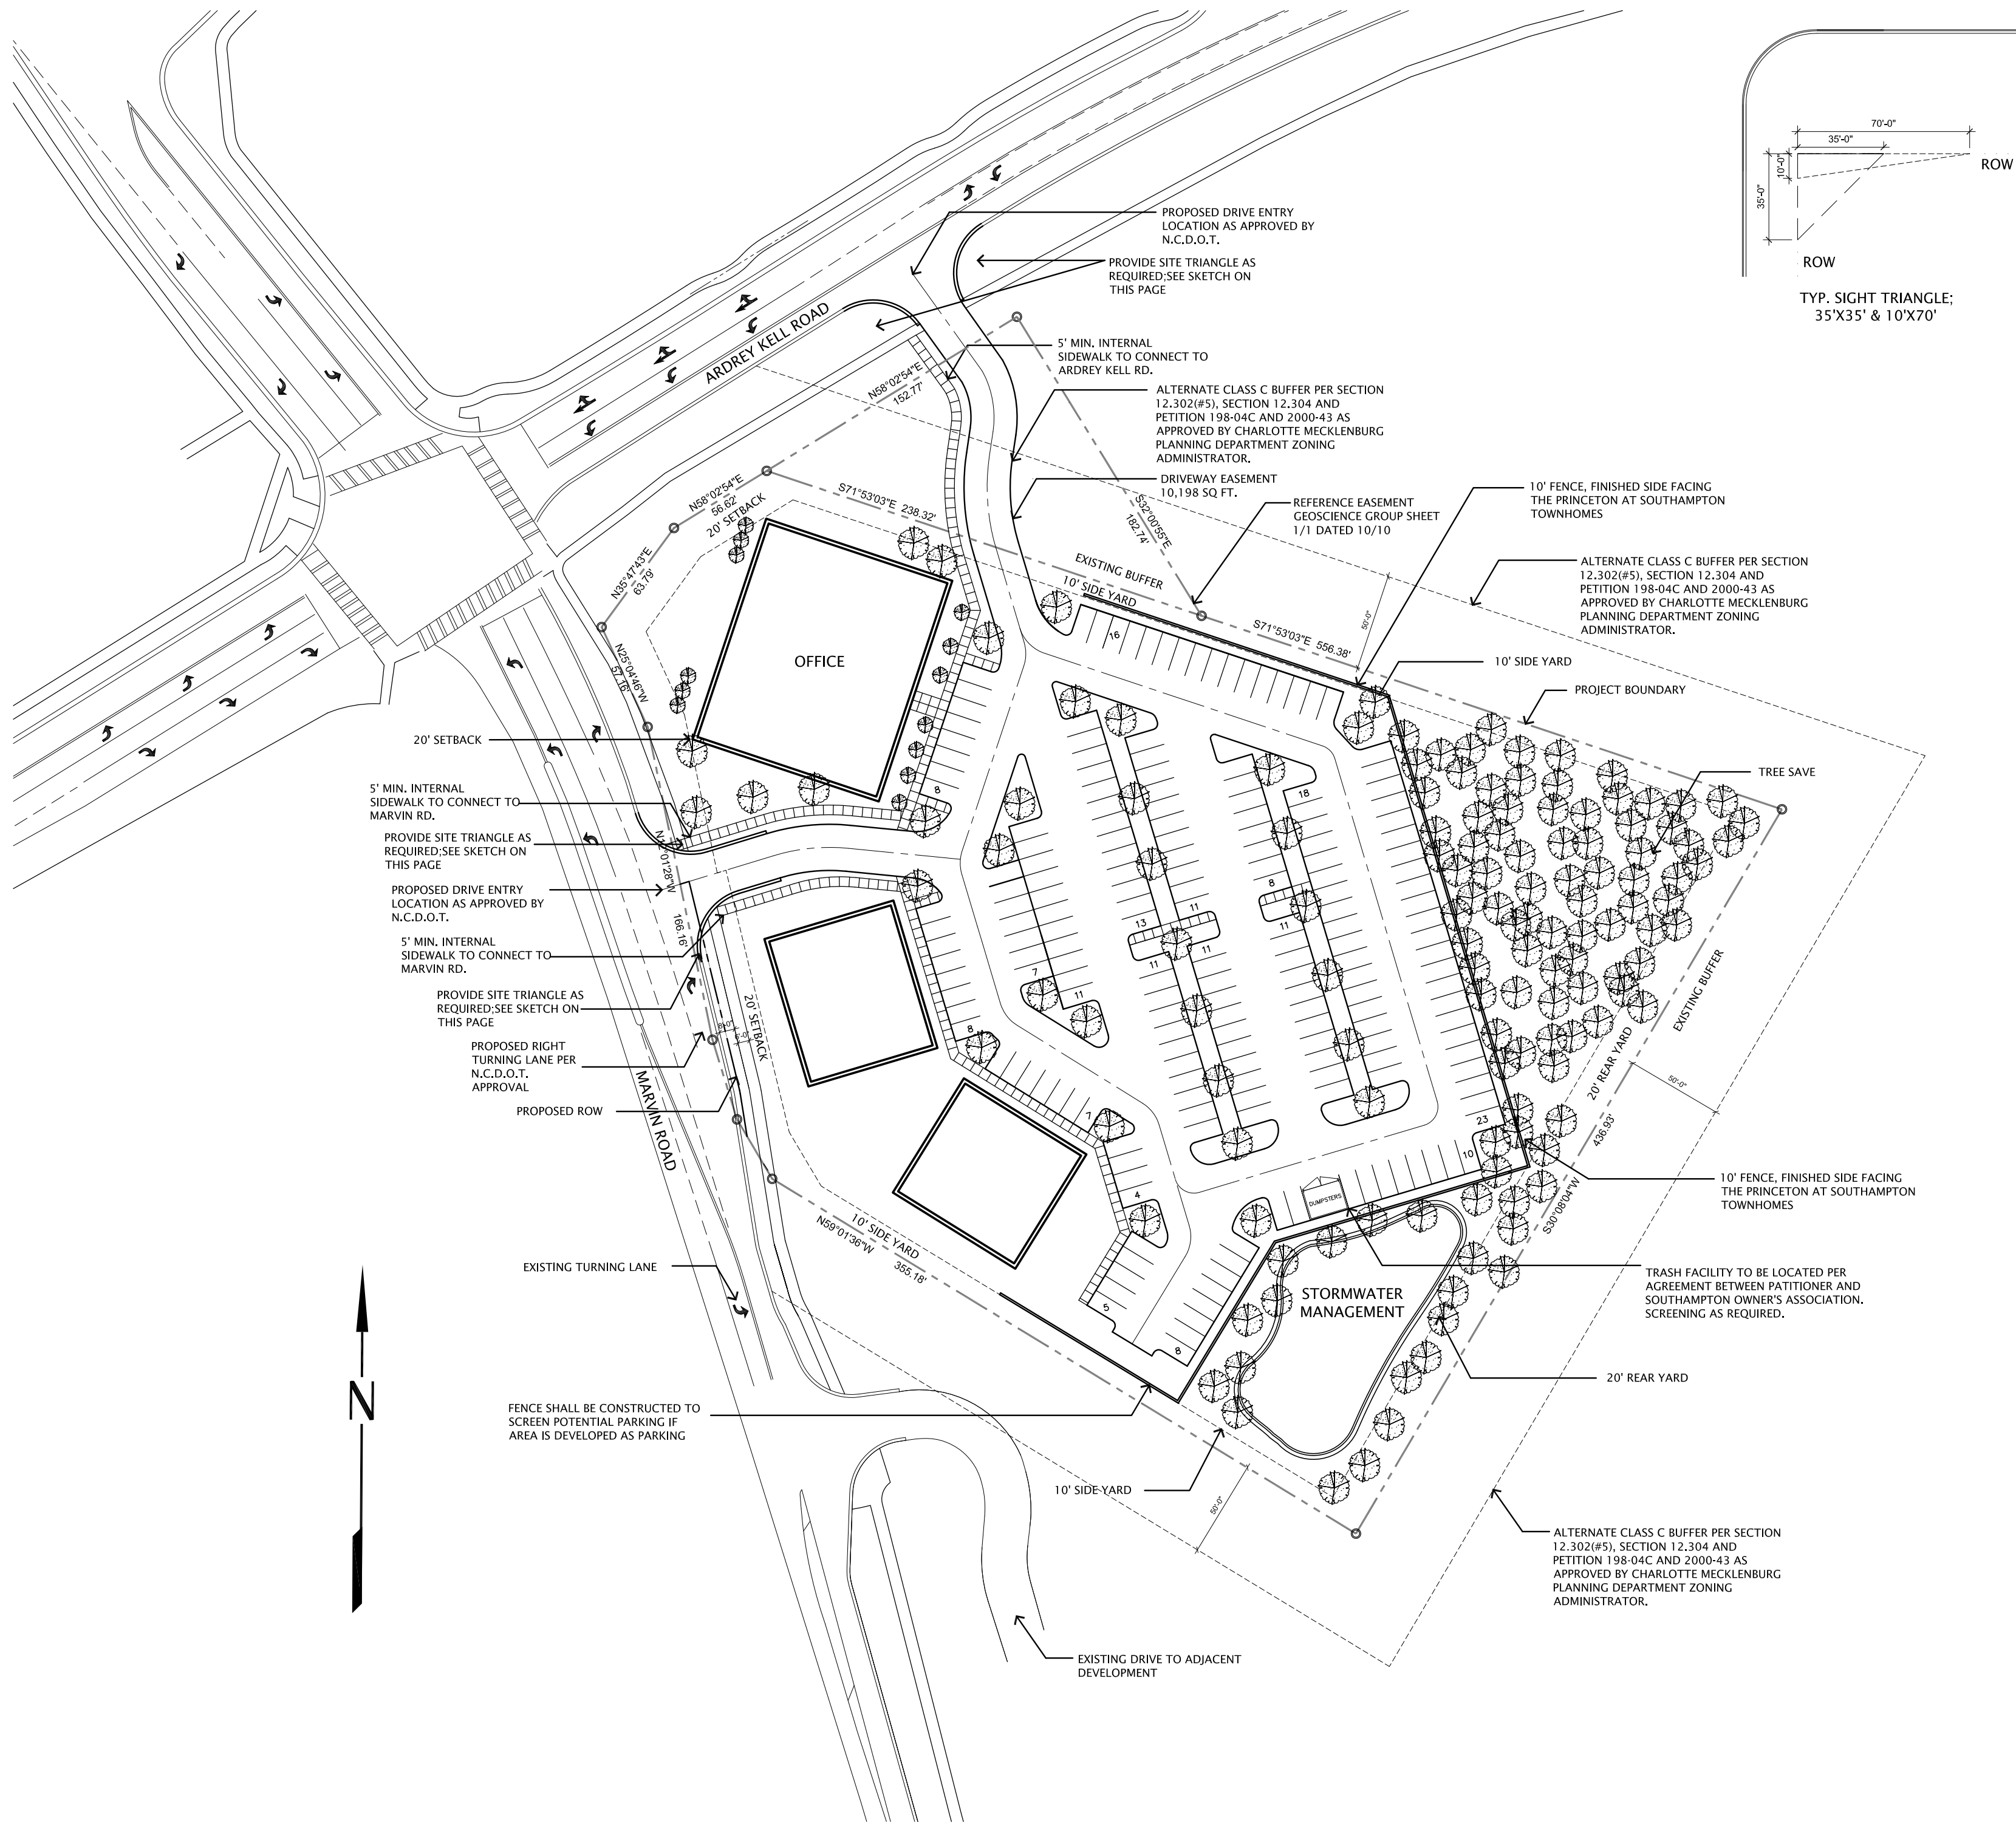 70'-0"
35'-0"
10'-0"
35'-0"
ROW
ROW
TYP. SIGHT TRIANGLE;
35'X35' & 10'X70'
PROPOSED DRIVE ENTRY
LOCATION AS APPROVED BY
N.C.D.O.T.
PROVIDE SITE TRIANGLE AS
REQUIRED;SEE SKETCH ON
THIS PAGE
ARDREY KELL ROAD
5' MIN. INTERNAL
SIDEWALK TO CONNECT TO
ARDREY KELL RD.
N58°02'54"E
152.77'
ALTERNATE CLASS C BUFFER PER SECTION
12.302(#5), SECTION 12.304 AND
PETITION 198-04C AND 2000-43 AS
APPROVED BY CHARLOTTE MECKLENBURG
PLANNING DEPARTMENT ZONING
ADMINISTRATOR.
DRIVEWAY EASEMENT
10,198 SQ FT.
REFERENCE EASEMENT
GEOSCIENCE GROUP SHEET
1/1 DATED 10/10
10' FENCE, FINISHED SIDE FACING
THE PRINCETON AT SOUTHAMPTON
TOWNHOMES
N58°02'54"E
56.62'
20' SETBACK
S71°53'03"E 238.32'
S32°00'55"E
182.74'
EXISTING BUFFER
10' SIDE YARD
ALTERNATE CLASS C BUFFER PER SECTION
12.302(#5), SECTION 12.304 AND
PETITION 198-04C AND 2000-43 AS
APPROVED BY CHARLOTTE MECKLENBURG
PLANNING DEPARTMENT ZONING
ADMINISTRATOR.
N35°47'43"E
63.79'
S71°53'03"E 556.38'
50'-0"
16
10' SIDE YARD
PROJECT BOUNDARY
OFFICE
N25°04'46"W
57.16'
20' SETBACK
TREE SAVE
5' MIN. INTERNAL
SIDEWALK TO CONNECT TO
MARVIN RD.
8
18
PROVIDE SITE TRIANGLE AS
REQUIRED;SEE SKETCH ON
THIS PAGE
PROPOSED DRIVE ENTRY
LOCATION AS APPROVED BY
N.C.D.O.T.
166.16'
8
11
13
11
11
11
5' MIN. INTERNAL
SIDEWALK TO CONNECT TO
MARVIN RD.
7
11
PROVIDE SITE TRIANGLE AS
REQUIRED;SEE SKETCH ON
THIS PAGE
20' SETBACK
8
EXISTING BUFFER
PROPOSED RIGHT
TURNING LANE PER
N.C.D.O.T.
APPROVAL
20' REAR YARD
50'-0"
PROPOSED ROW
MARVIN ROAD
7
23
10
436.93'
4
DUMPSTERS
10' FENCE, FINISHED SIDE FACING
THE PRINCETON AT SOUTHAMPTON
TOWNHOMES
S30°08'04"W
10' SIDE YARD
N59°01'36"W
355.18'
EXISTING TURNING LANE
STORMWATER
MANAGEMENT
TRASH FACILITY TO BE LOCATED PER
AGREEMENT BETWEEN PATITIONER AND
SOUTHAMPTON OWNER'S ASSOCIATION.
SCREENING AS REQUIRED.
5
8
20' REAR YARD
N
FENCE SHALL BE CONSTRUCTED TO
SCREEN POTENTIAL PARKING IF
AREA IS DEVELOPED AS PARKING
10' SIDE YARD
50'-0"
ALTERNATE CLASS C BUFFER PER SECTION
12.302(#5), SECTION 12.304 AND
PETITION 198-04C AND 2000-43 AS
APPROVED BY CHARLOTTE MECKLENBURG
PLANNING DEPARTMENT ZONING
ADMINISTRATOR.
EXISTING DRIVE TO ADJACENT
DEVELOPMENT